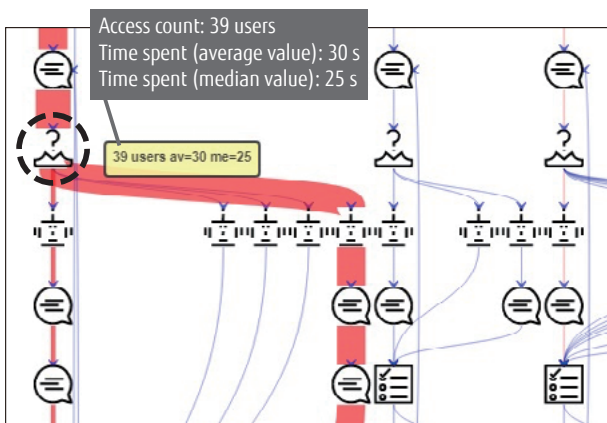 Access count: 39 users
Time spent (average value): 30 s
Time spent (median value): 25 s
39 users av=30 me=25